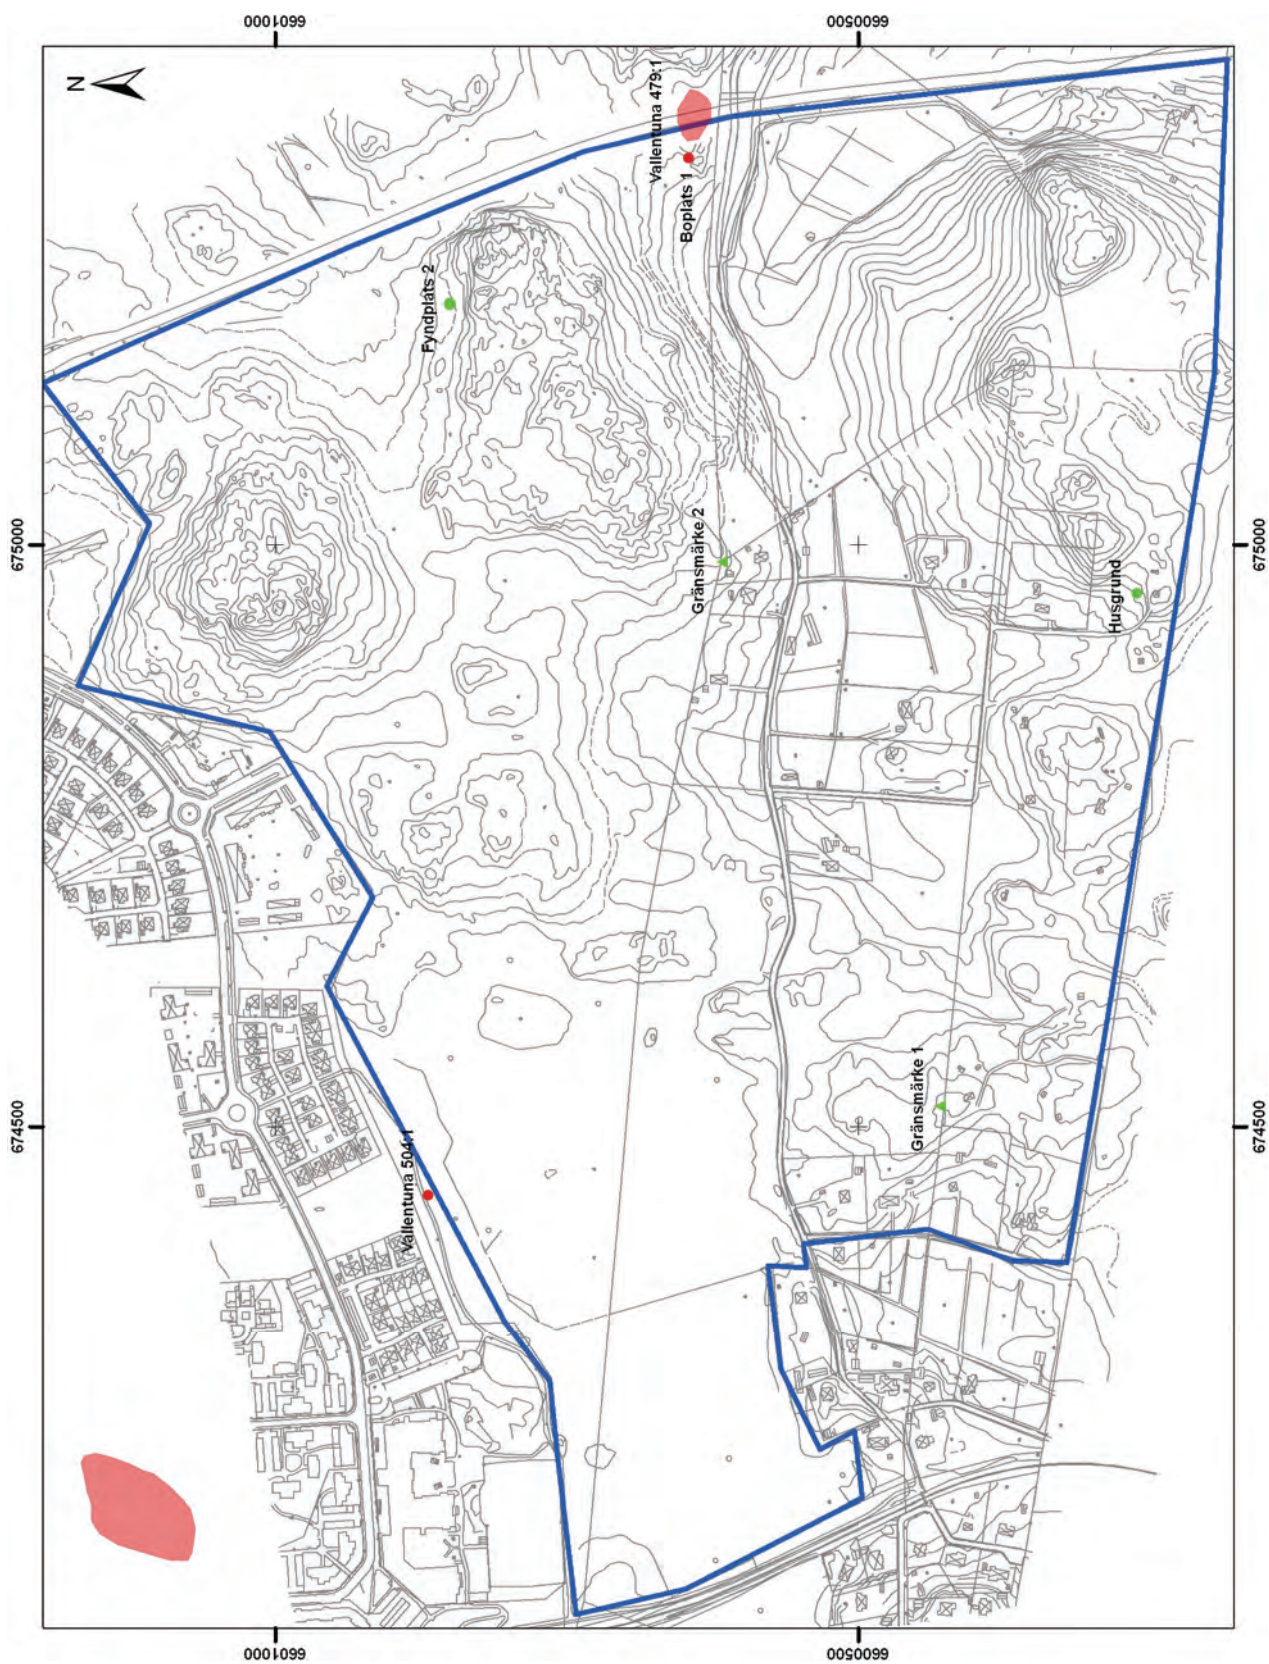 6601000
6600500
N
Vallentuna 479:1
Boplats 1
Fyndplats 2
675000
675000
Gränsmärke 2
Husgrund
Gränsmärke 1
674500
674500
Vallentuna 504:1
6601000
6600500